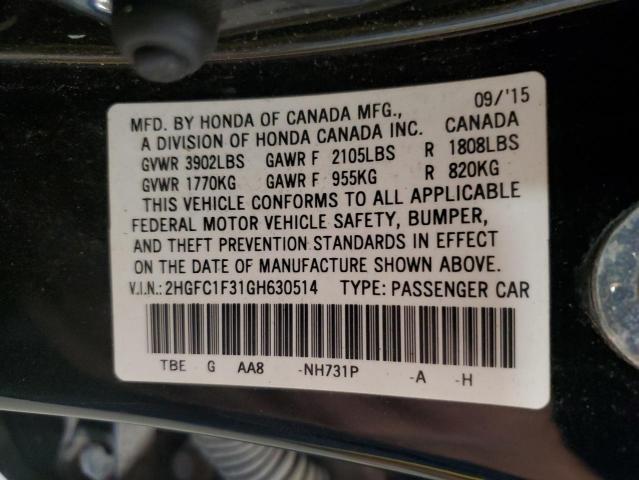 MFD. BY HONDA OF CANADA MFG., 09/'15
A DIVISION OF HONDA CANADA INC. CANADA
GVWR 3902LBS GAWR F 2105LBS R 1808LBS
GVWR 1770KG GAWR F 955KG R 820KG
THIS VEHICLE CONFORMS TO ALL APPLICABLE
FEDERAL MOTOR VEHICLE SAFETY, BUMPER,
AND THEFT PREVENTION STANDARDS IN EFFECT
ON THE DATE OF MANUFACTURE SHOWN ABOVE.
V.I.N.: 2HGFC1F31GH630514 TYPE: PASSENGER CAR
TBE G AA8 -NH731P -A -H